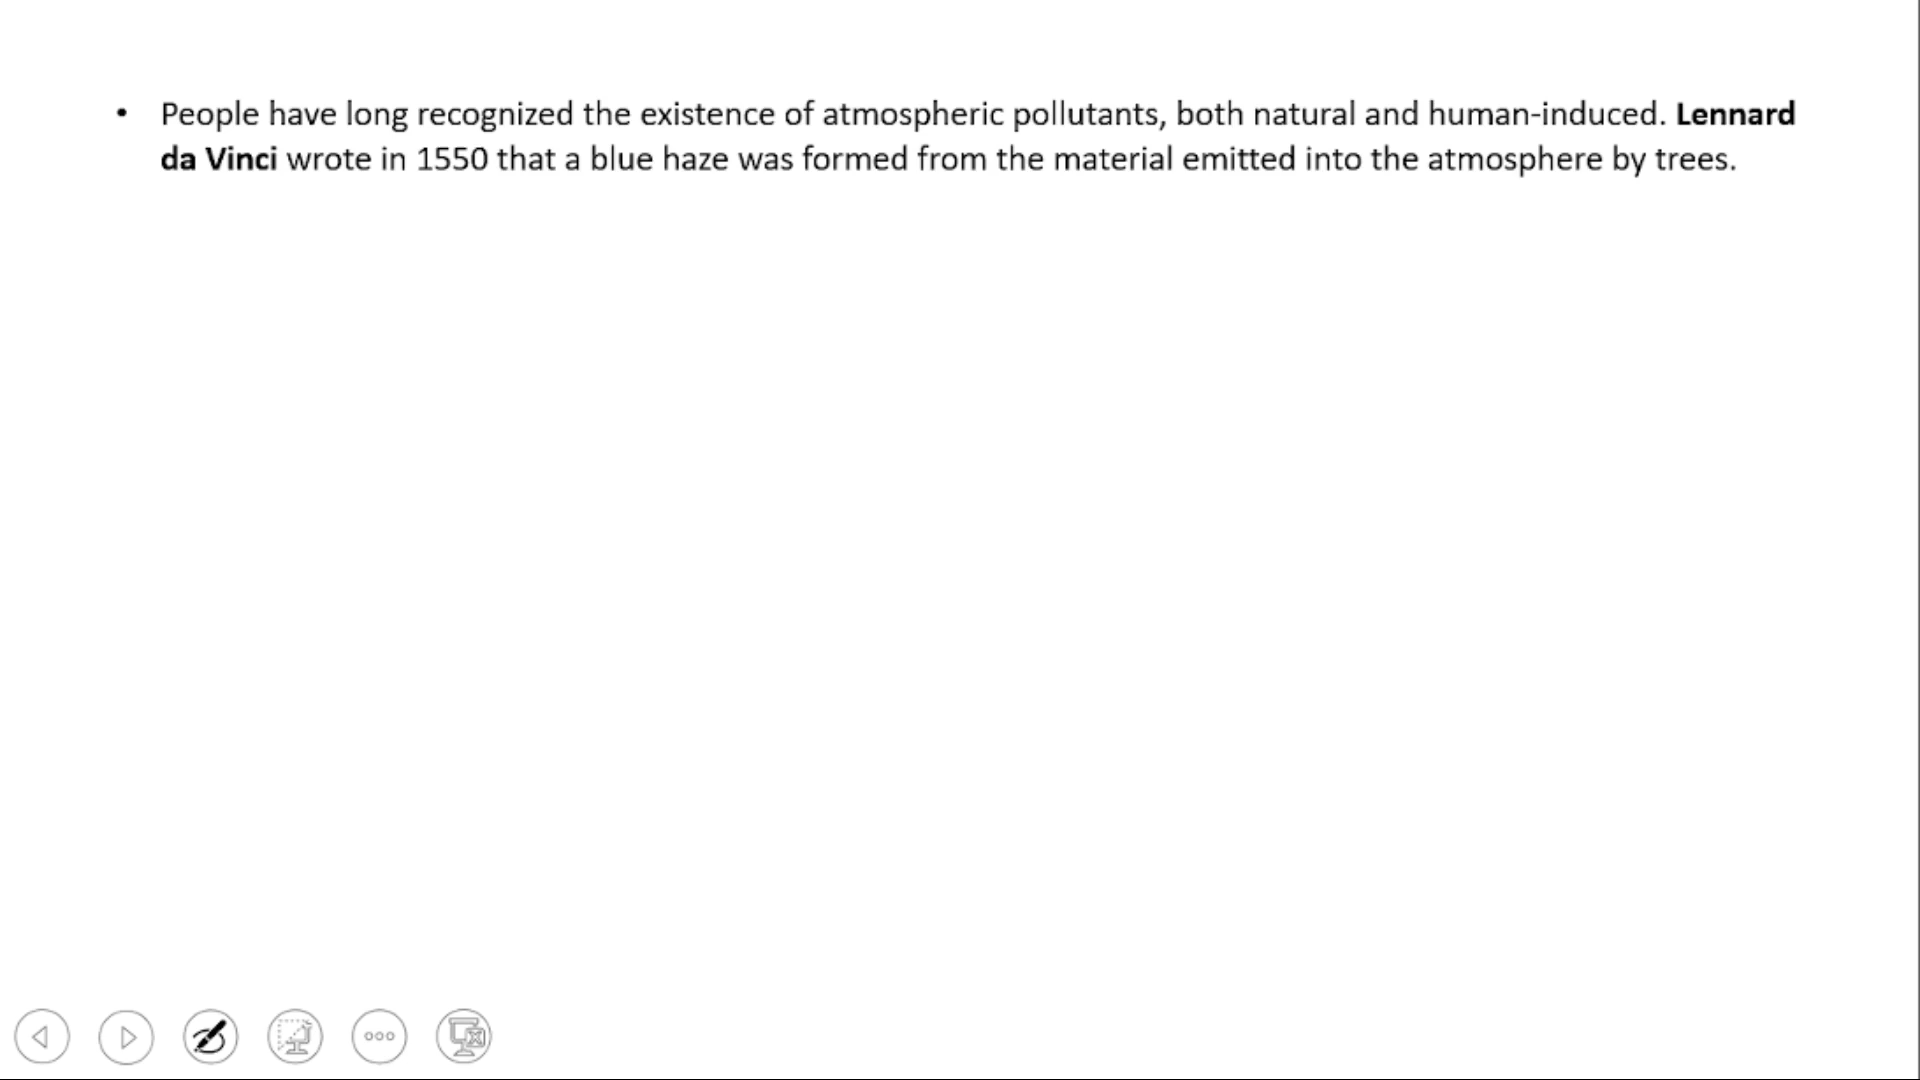 • People have long recognized the existence of atmospheric pollutants, both natural and human-induced. Lennard
da Vinci wrote in 1550 that a blue haze was formed from the material emitted into the atmosphere by trees.